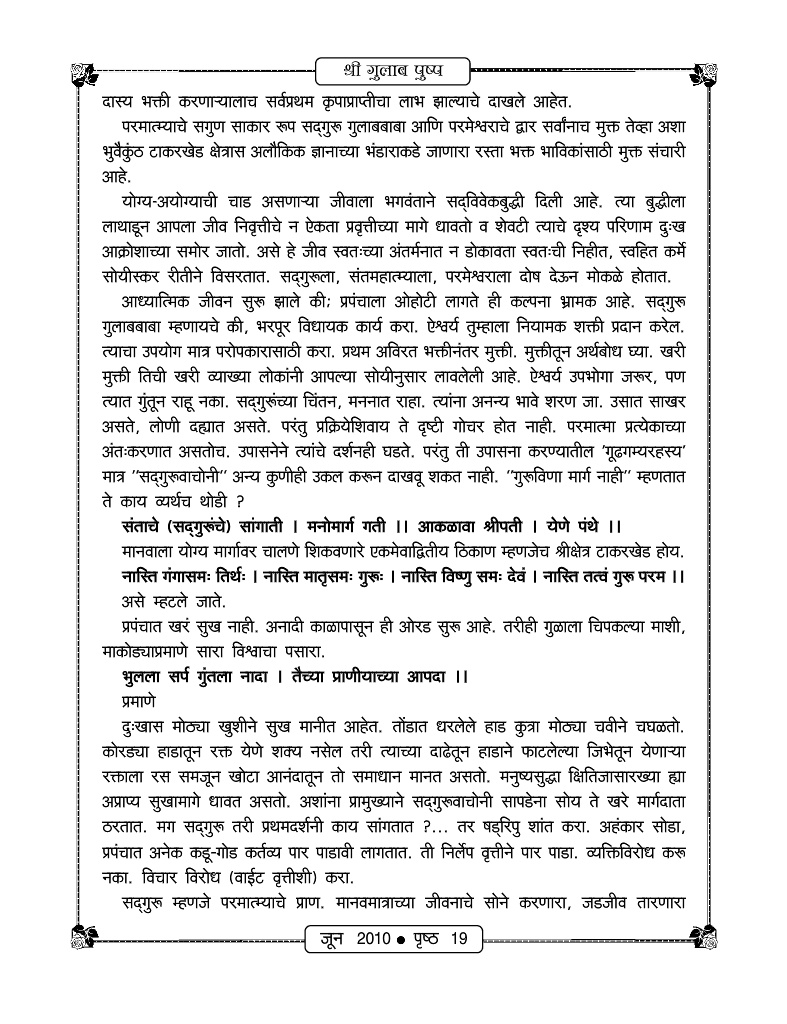 श्री गुलाब पुष्प
दास्य भक्ती करणाऱ्यालाच सर्वप्रथम कृपाप्राप्तीचा लाभ झाल्याचे दाखले आहेत.
परमात्म्याचे सगुण साकार रूप सद्‌गुरू गुलाबबाबा आणि परमेश्वराचे द्वार सर्वांनाच मुक्त तेव्हा अशा
भुवैकुंठ टाकरखेड क्षेत्रास अलौकिक ज्ञानाच्या भंडाराकडे जाणारा रस्ता भक्त भाविकांसाठी मुक्त संचारी
आहे.
योग्य-अयोग्याची चाड असणाऱ्या जीवाला भगवंताने सद्‌विवेकबुद्धी दिली आहे. त्या बुद्धीला
लाथाडून आपला जीव निवृत्तीचे न ऐकता प्रवृत्तीच्या मागे धावतो व शेवटी त्याचे दृश्य परिणाम दुःख
आक्रोशाच्या समोर जातो. असे हे जीव स्वतःच्या अंतर्मनात न डोकावता स्वतःची निहीत, स्वहित कर्मे
सोयीस्कर रीतीने विसरतात. सद्‌गुरूला, संतमहात्म्याला, परमेश्वराला दोष देऊन मोकळे होतात.
आध्यात्मिक जीवन सुरू झाले की; प्रपंचाला ओहोटी लागते ही कल्पना भ्रामक आहे. सद्‌गुरू
गुलाबबाबा म्हणायचे की, भरपूर विधायक कार्य करा. ऐश्वर्य तुम्हाला नियामक शक्ती प्रदान करेल.
त्याचा उपयोग मात्र परोपकारासाठी करा. प्रथम अविरत भक्तीनंतर मुक्ती. मुक्तीतून अर्थबोध घ्या. खरी
मुक्ती तिची खरी व्याख्या लोकांनी आपल्या सोयीनुसार लावलेली आहे. ऐश्वर्य उपभोगा जरूर, पण
त्यात गुंतून राहू नका. सद्‌गुरूंच्या चिंतन, मननात राहा. त्यांना अनन्य भावे शरण जा. उसात साखर
असते, लोणी दह्यात असते. परंतु प्रक्रियेशिवाय ते दृष्टी गोचर होत नाही. परमात्मा प्रत्येकाच्या
अंतःकरणात असतोच. उपासनेने त्यांचे दर्शनही घडते. परंतु ती उपासना करण्यातील 'गूढगम्यरहस्य'
मात्र "सद्‌गुरूवाचोनी" अन्य कुणीही उकल करून दाखवू शकत नाही. "गुरूविणा मार्ग नाही" म्हणतात
ते काय व्यर्थच थोडी ?
संताचे (सद्‌गुरूंचे) सांगाती । मनोमार्ग गती ।। आकळावा श्रीपती । येणे पंथे ।।
मानवाला योग्य मार्गावर चालणे शिकवणारे एकमेवाद्वितीय ठिकाण म्हणजेच श्रीक्षेत्र टाकरखेड होय.
नास्ति गंगासमः तिर्थः । नास्ति मातृसमः गुरूः । नास्ति विष्णु समः देवं । नास्ति तत्वं गुरू परम ।।
असे म्हटले जाते.
प्रपंचात खरं सुख नाही. अनादी काळापासून ही ओरड सुरू आहे. तरीही गुळाला चिपकल्या माशी,
माकोड्याप्रमाणे सारा विश्वाचा पसारा.
भुलला सर्प गुंतला नादा । तैच्या प्राणीयाच्या आपदा ।।
प्रमाणे
दुःखास मोठ्या खुशीने सुख मानीत आहेत. तोंडात धरलेले हाड कुत्रा मोठ्या चवीने चघळतो.
कोरड्या हाडातून रक्त येणे शक्य नसेल तरी त्याच्या दाढेतून हाडाने फाटलेल्या जिभेतून येणाऱ्या
रक्ताला रस समजून खोटा आनंदातून तो समाधान मानत असतो. मनुष्यसुद्धा क्षितिजासारख्या ह्या
अप्राप्य सुखामागे धावत असतो. अशांना प्रामुख्याने सद्‌गुरूवाचोनी सापडेना सोय ते खरे मार्गदाता
ठरतात. मग सद्‌गुरू तरी प्रथमदर्शनी काय सांगतात ?... तर षड्‌रिपु शांत करा. अहंकार सोडा,
प्रपंचात अनेक कडू-गोड कर्तव्य पार पाडावी लागतात. ती निर्लेप वृत्तीने पार पाडा. व्यक्तिविरोध करू
नका. विचार विरोध (वाईट वृत्तीशी) करा.
सद्‌गुरू म्हणजे परमात्म्याचे प्राण. मानवमात्राच्या जीवनाचे सोने करणारा, जडजीव तारणारा
जून 2010 ● पृष्ठ 19